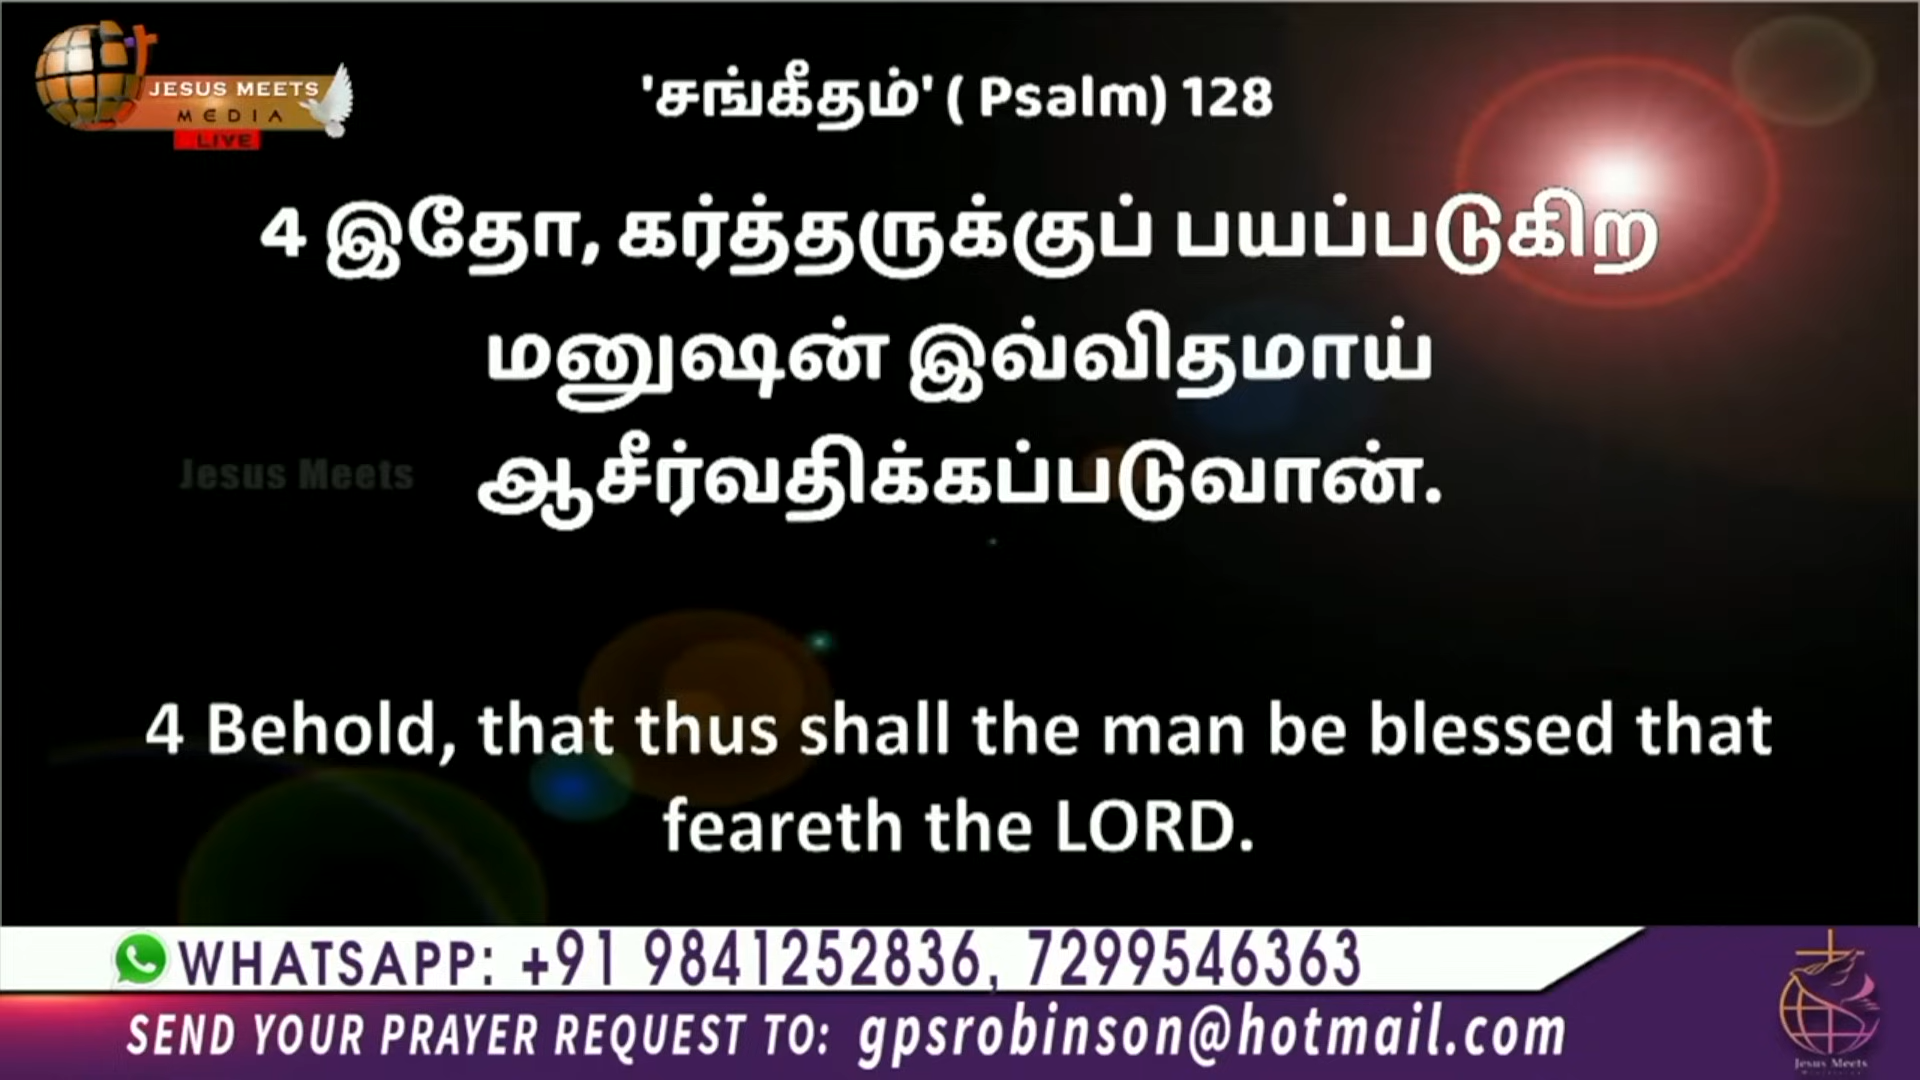 JESUS MEETS
MEDIA
LIVE
'சங்கீதம்' ( Psalm) 128
4 இதோ, கர்த்தருக்குப் பயப்படுகிற
மனுஷன் இவ்விதமாய்
ஆசீர்வதிக்கப்படுவான்.
Jesus Meets
4 Behold, that thus shall the man be blessed that
feareth the LORD.
WHATSAPP: +91 9841252836, 7299546363
SEND YOUR PRAYER REQUEST TO: gpsrobinson@hotmail.com
Jesus Meets